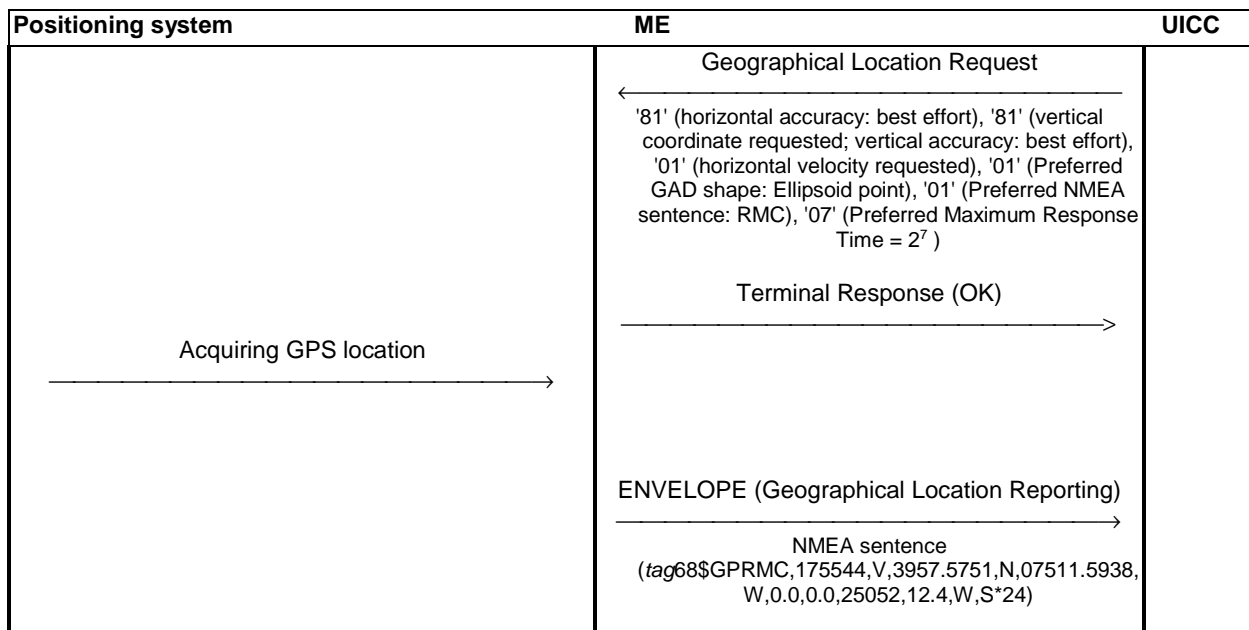 Positioning system ME UICC
Geographical Location Request
'81' (horizontal accuracy: best effort), '81' (vertical
coordinate requested; vertical accuracy: best effort),
'01' (horizontal velocity requested), '01' (Preferred
GAD shape: Ellipsoid point), '01' (Preferred NMEA
sentence: RMC), '07' (Preferred Maximum Response
Time = 2⁷ )
Terminal Response (OK)
Acquiring GPS location
ENVELOPE (Geographical Location Reporting)
NMEA sentence
(tag68$GPRMC,175544,V,3957.5751,N,07511.5938,
W,0.0,0.0,25052,12.4,W,S*24)